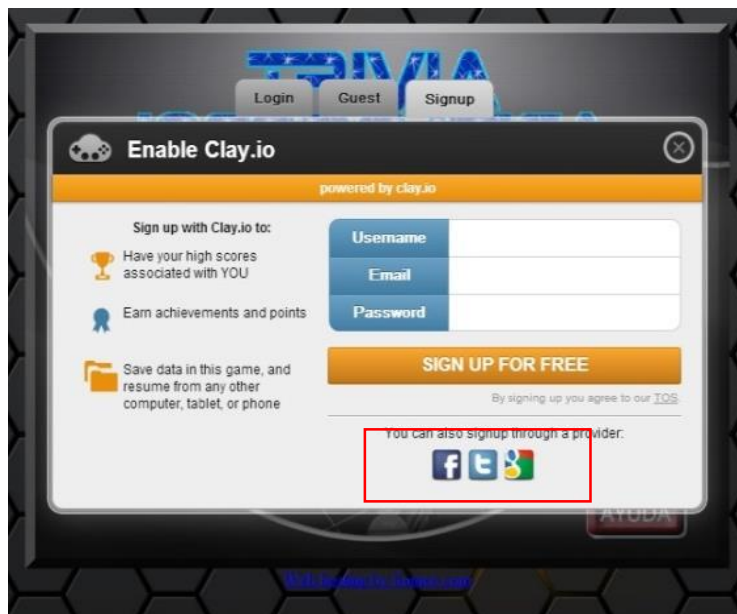 TRIVIA
Login
Guest
Signup
Enable Clay.io
powered by clay.io
Sign up with Clay.io to:
Have your high scores
associated with YOU
Earn achievements and points
Save data in this game, and
resume from any other
computer, tablet, or phone
Username
Email
Password
SIGN UP FOR FREE
By signing up you agree to our TOS.
You can also signup through a provider:
AYUDA